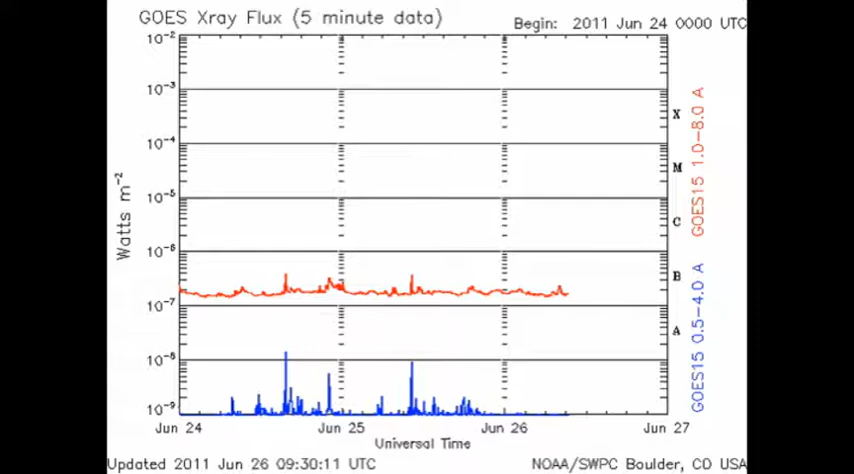 GOES Xray Flux (5 minute data)
Begin: 2011 Jun 24 0000 UTC
10⁻²
10⁻³
10⁻⁴
10⁻⁵
10⁻⁶
10⁻⁷
10⁻⁸
10⁻⁹
Watts m⁻²
X
M
C
B
A
GOES15 1.0–8.0 A
GOES15 0.5–4.0 A
Jun 24
Jun 25
Jun 26
Jun 27
Universal Time
Updated 2011 Jun 26 09:30:11 UTC
NOAA/SWPC Boulder, CO USA